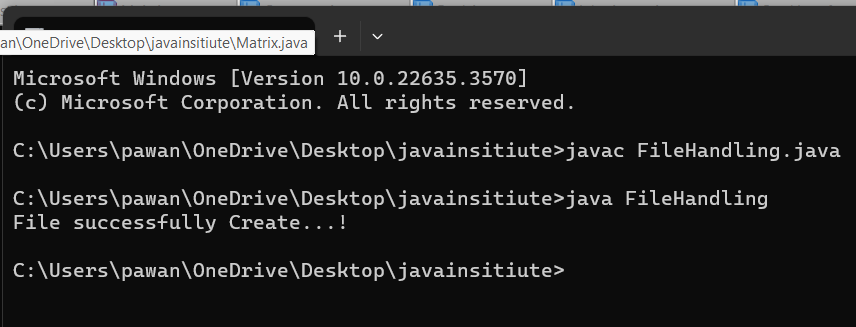 an\OneDrive\Desktop\javainsitiute\Matrix.java
Microsoft Windows [Version 10.0.22635.3570]
(c) Microsoft Corporation. All rights reserved.
C:\Users\pawan\OneDrive\Desktop\javainsitiute>javac FileHandling.java
C:\Users\pawan\OneDrive\Desktop\javainsitiute>java FileHandling
File successfully Create...!
C:\Users\pawan\OneDrive\Desktop\javainsitiute>